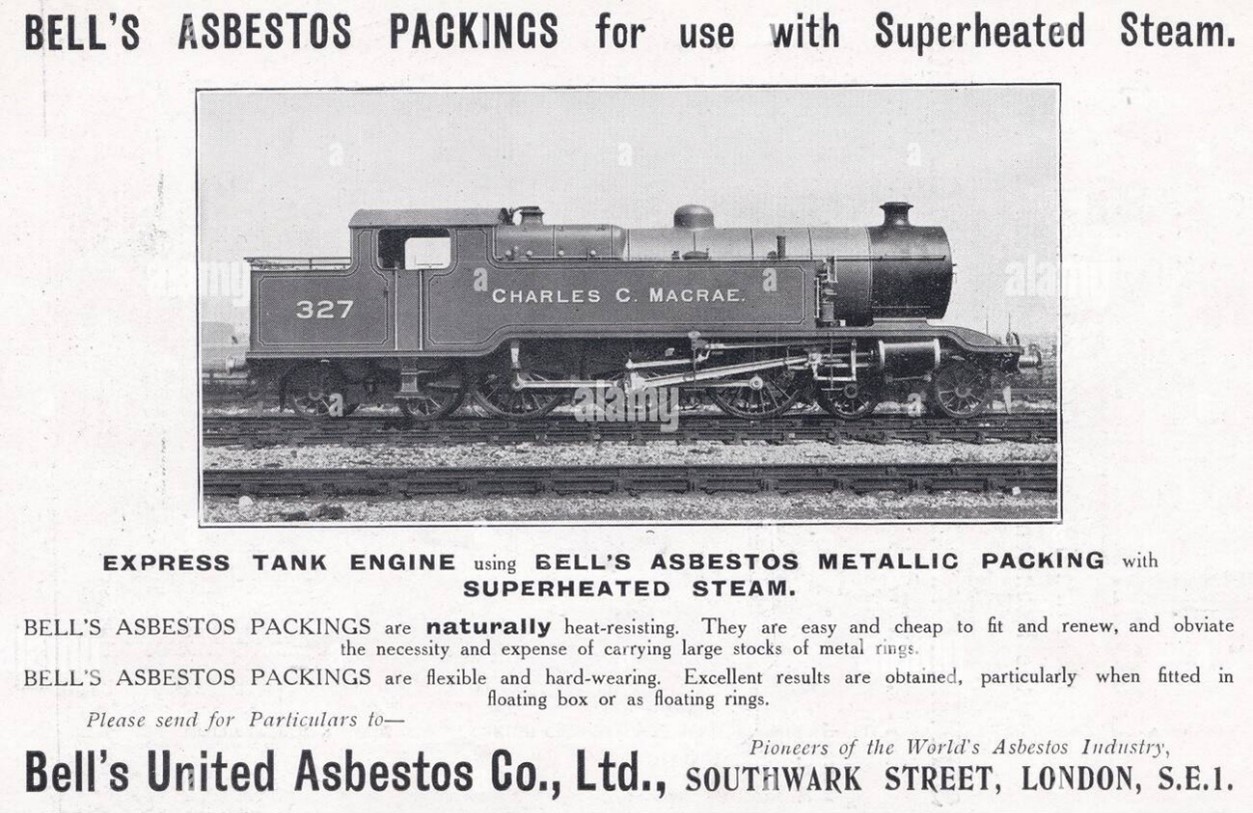 BELL'S ASBESTOS PACKINGS for use with Superheated Steam.
CHARLES C. MACRAE.
327
EXPRESS TANK ENGINE using BELL'S ASBESTOS METALLIC PACKING with
SUPERHEATED STEAM.
BELL'S ASBESTOS PACKINGS are naturally heat-resisting. They are easy and cheap to fit and renew, and obviate
the necessity and expense of carrying large stocks of metal rings.
BELL'S ASBESTOS PACKINGS are flexible and hard-wearing. Excellent results are obtained, particularly when fitted in
floating box or as floating rings.
Please send for Particulars to—
Pioneers of the World's Asbestos Industry,
Bell's United Asbestos Co., Ltd., SOUTHWARK STREET, LONDON, S.E.1.
a a a
a a
alamy alamy
alamy